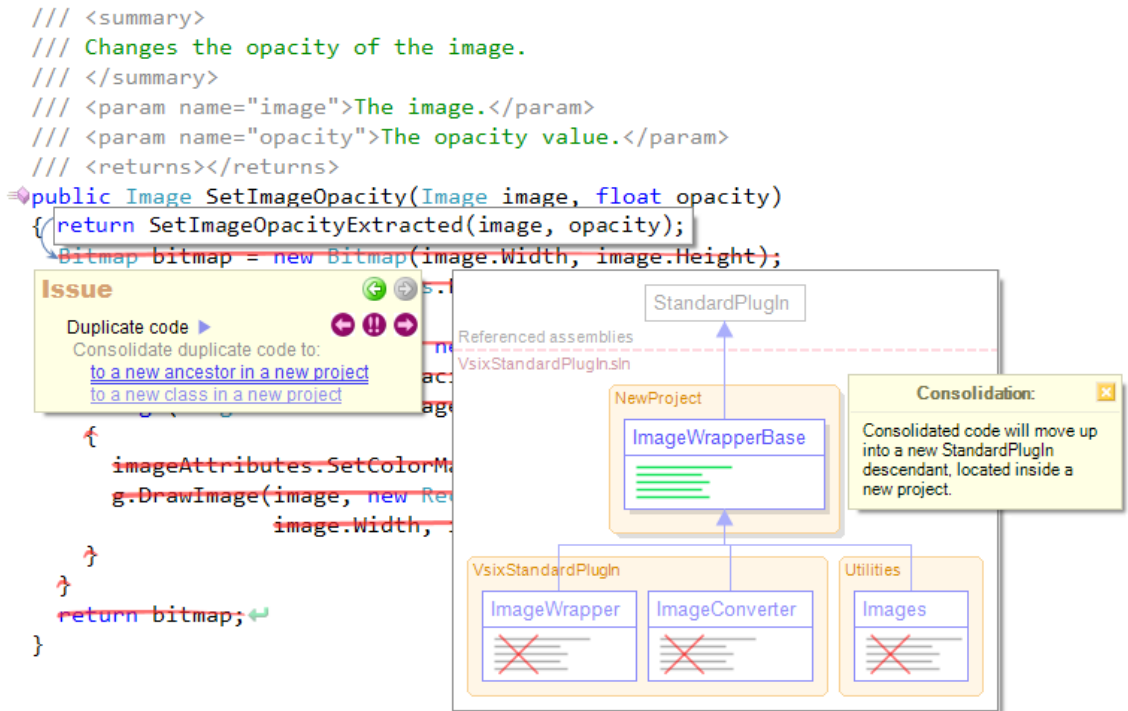 /// <summary>
/// Changes the opacity of the image.
/// </summary>
/// <param name="image">The image.</param>
/// <param name="opacity">The opacity value.</param>
/// <returns></returns>
public Image SetImageOpacity(Image image, float opacity)
{ return SetImageOpacityExtracted(image, opacity);
Bitmap bitmap = new Bitmap(image.Width, image.Height);
Issue
Duplicate code
Consolidate duplicate code to:
to a new ancestor in a new project
to a new class in a new project
{
imageAttributes.SetColorMa
g.DrawImage(image, new Re
image.Width,
}
}
return bitmap;
}
StandardPlugIn
Referenced assemblies
VsixStandardPlugIn.sln
NewProject
ImageWrapperBase
VsixStandardPlugIn
ImageWrapper
ImageConverter
Utilities
Images
Consolidation:
Consolidated code will move up
into a new StandardPlugIn
descendant, located inside a
new project.